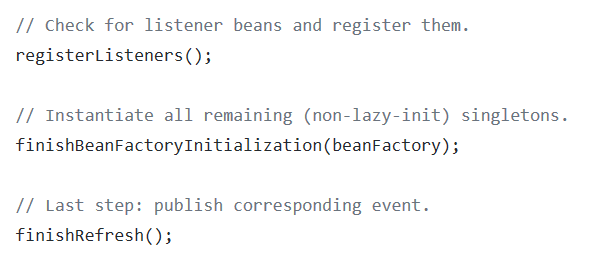 // Check for listener beans and register them.
registerListeners();
// Instantiate all remaining (non-lazy-init) singletons.
finishBeanFactoryInitialization(beanFactory);
// Last step: publish corresponding event.
finishRefresh();